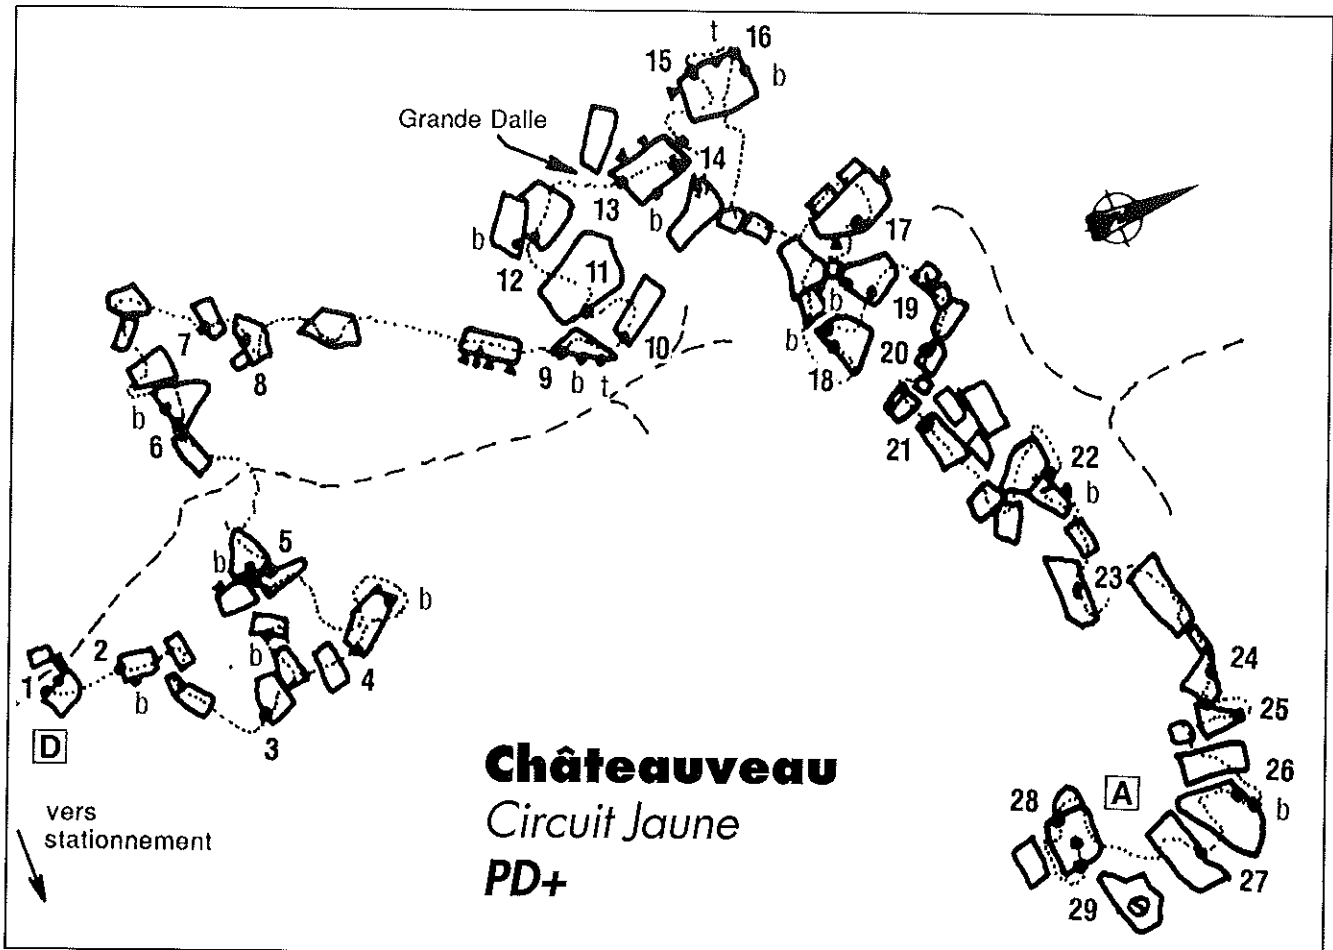 t 16
15 b
Grande Dalle
14
13 b
17
b 12
11
b 19
7 10
b 20
8 9 b t 18
b
6 21
22
b
5
b 23
b
2 b 4 24
1 b 25
D 3
26
Châteauveau
A
28 b
vers
stationnement
Circuit Jaune
PD+ 27
29